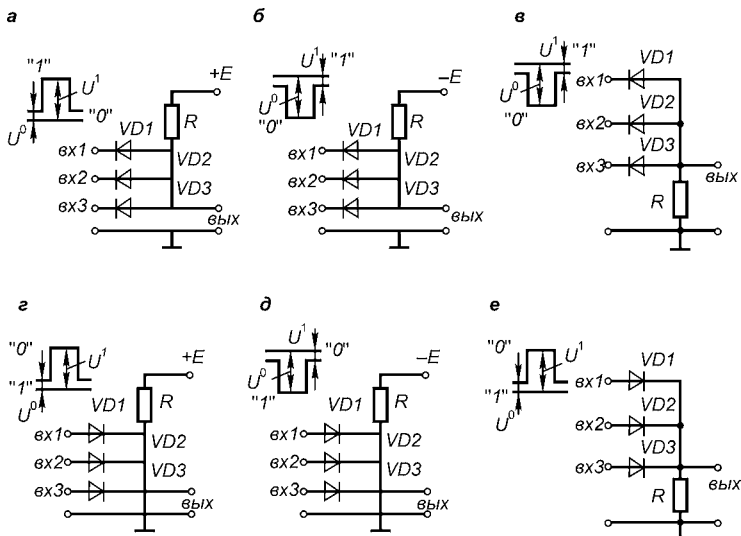 а
"1"
U¹
"0"
U⁰
+E
R
VD1
VD2
VD3
вх1
вх2
вх3
вых
б
U¹ "1"
U⁰
"0"
–E
R
VD1
VD2
VD3
вх1
вх2
вх3
вых
в
U¹ "1"
U⁰
"0"
VD1
вх1
VD2
вх2
VD3
вх3
вых
R
г
"0"
U¹
"1"
U⁰
+E
VD1
R
вх1
VD2
вх2
VD3
вх3
вых
д
U¹ "0"
U⁰
"1"
–E
VD1
R
вх1
VD2
вх2
VD3
вх3
вых
е
"0"
U¹
"1"
U⁰
VD1
вх1
VD2
вх2
VD3
вх3
R
вых